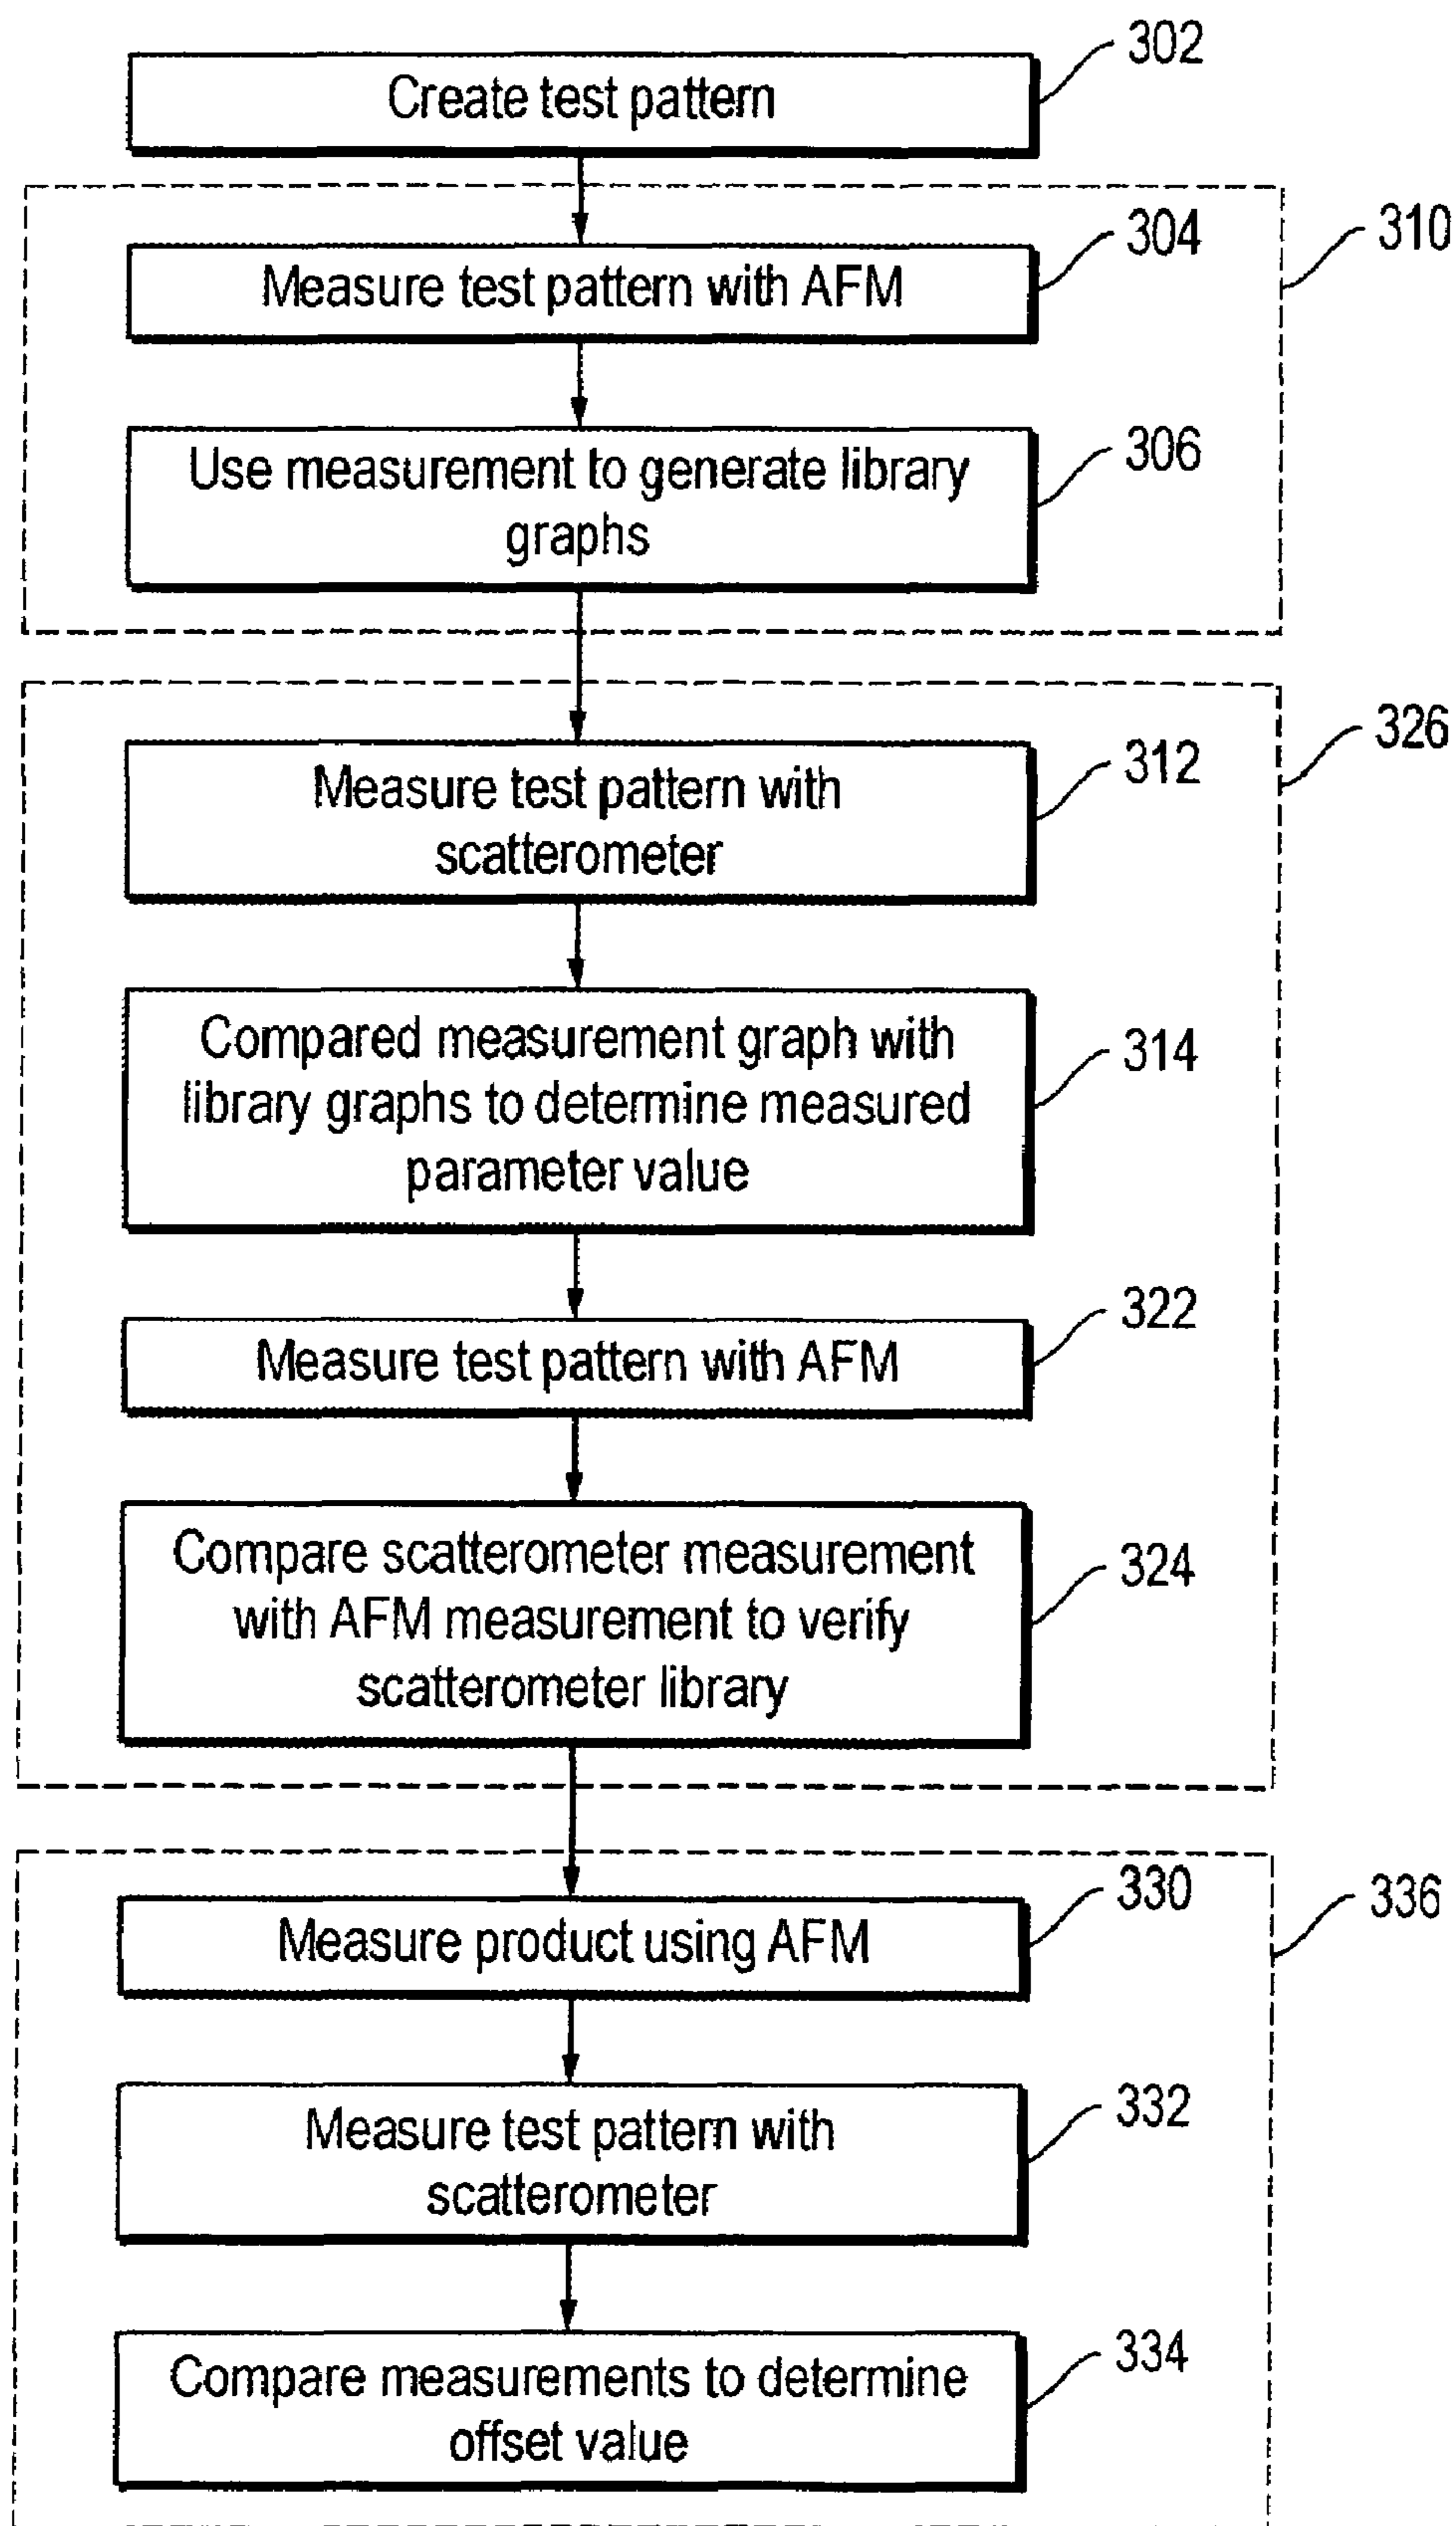 302
Create test pattern
304
310
Measure test pattern with AFM
306
Use measurement to generate library
graphs
326
312
Measure test pattern with
scatterometer
314
Compared measurement graph with
library graphs to determine measured
parameter value
322
Measure test pattern with AFM
324
Compare scatterometer measurement
with AFM measurement to verify
scatterometer library
330
336
Measure product using AFM
332
Measure test pattern with
scatterometer
334
Compare measurements to determine
offset value